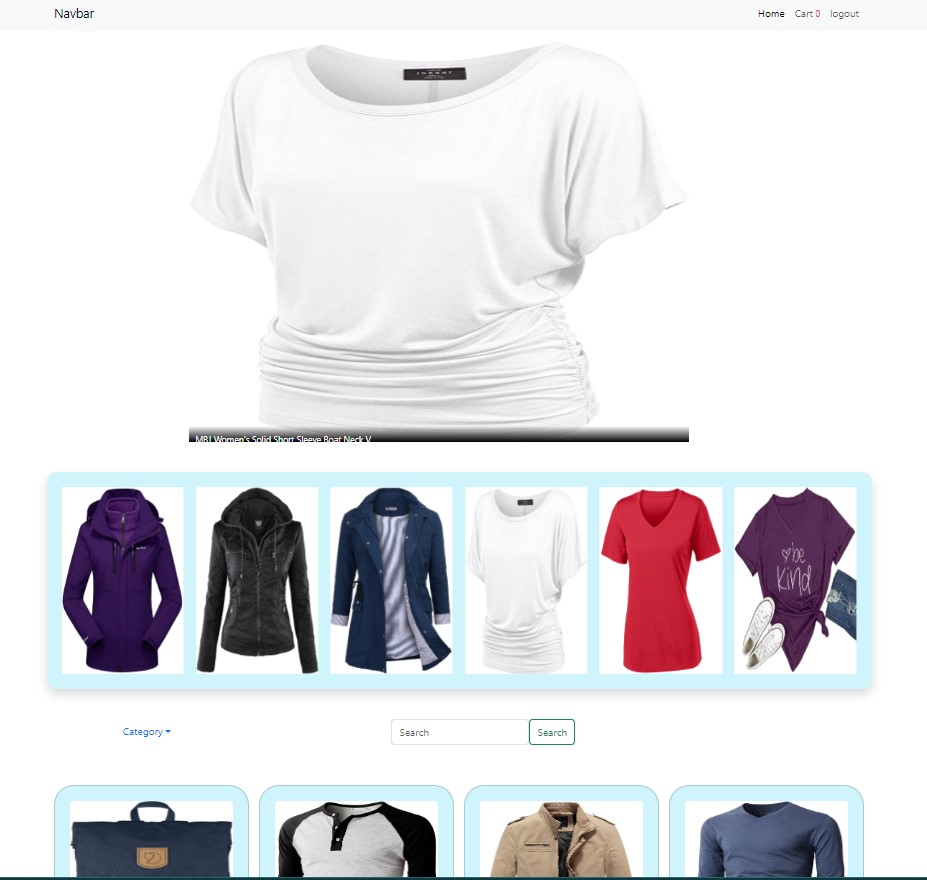 Navbar
Home Cart 0 logout
MBJ Women's Solid Short Sleeve Boat Neck V
be
Kind
Category
Search Search